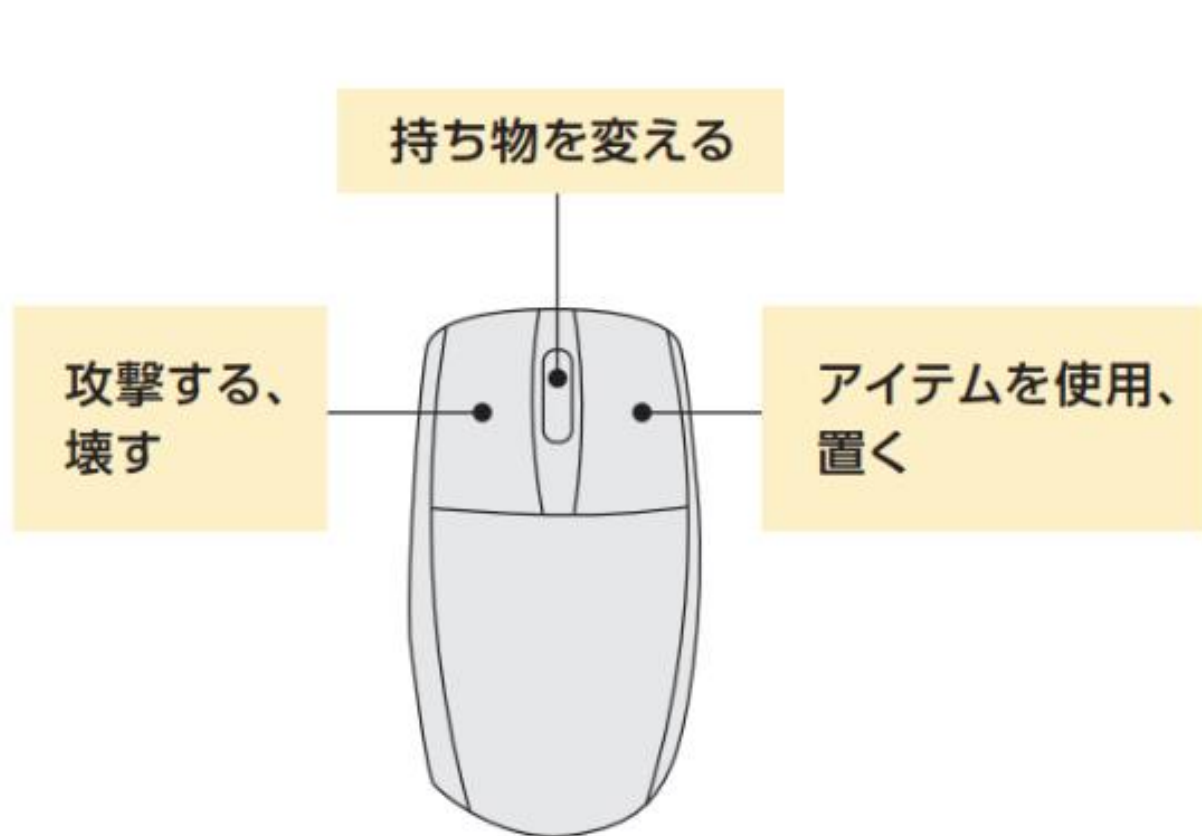 持ち物を変える
攻撃する、
壊す
アイテムを使用、
置く